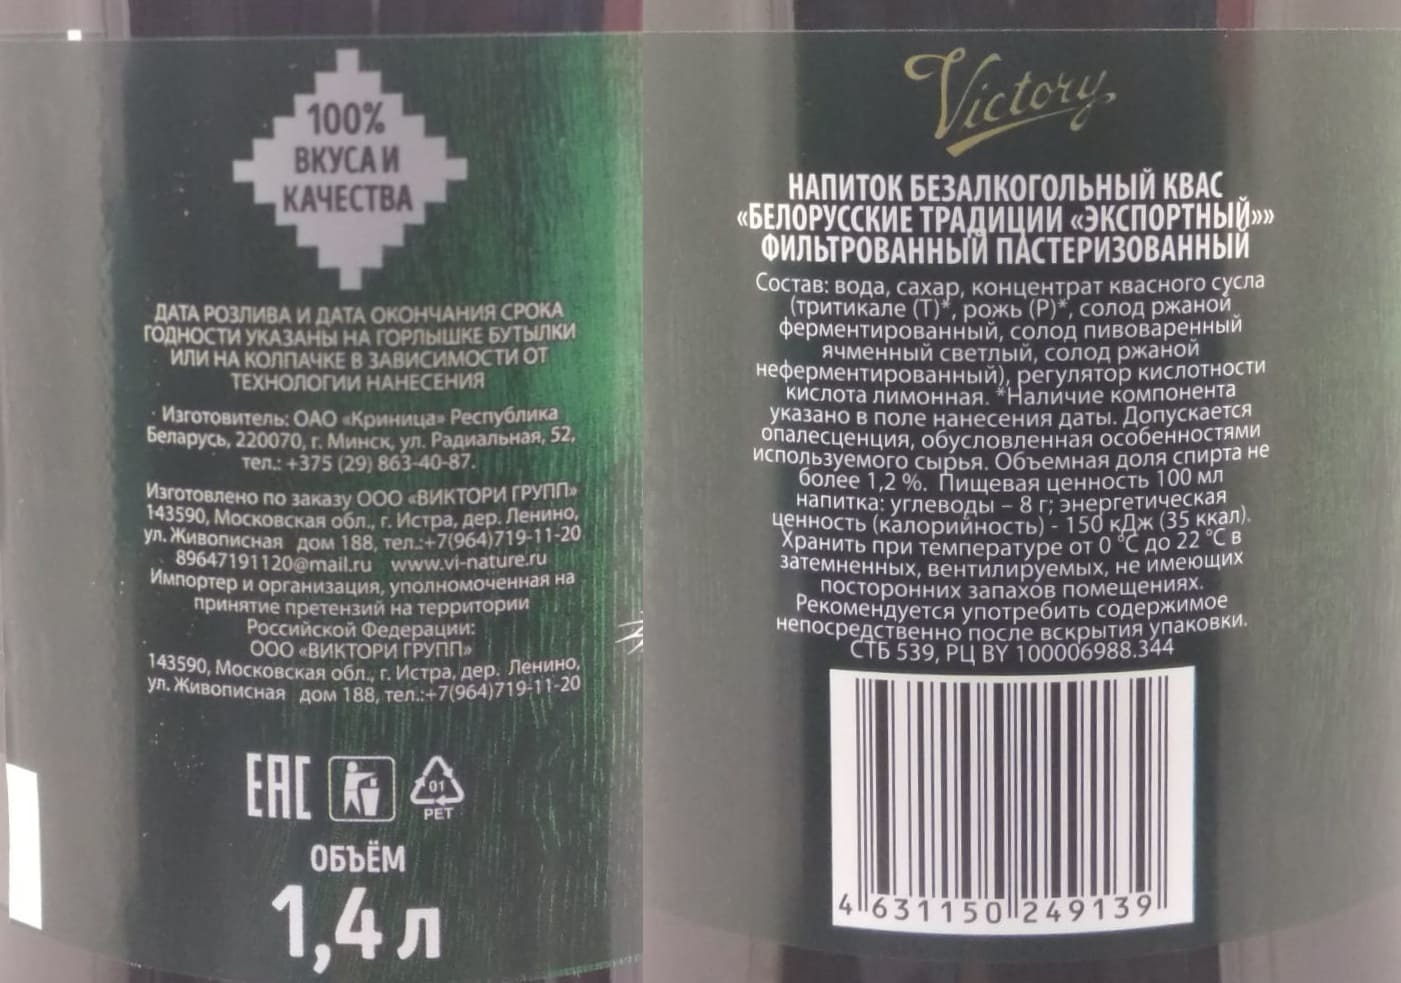 100%
ВКУСА И
КАЧЕСТВА
ДАТА РОЗЛИВА И ДАТА ОКОНЧАНИЯ СРОКА
ГОДНОСТИ УКАЗАНЫ НА ГОРЛЫШКЕ БУТЫЛКИ
ИЛИ НА КОЛПАЧКЕ В ЗАВИСИМОСТИ ОТ
ТЕХНОЛОГИИ НАНЕСЕНИЯ
Изготовитель: ОАО «Криница» Республика
Беларусь, 220070, г. Минск, ул. Радиальная, 52,
тел.: +375 (29) 863-40-87.
Изготовлено по заказу ООО «ВИКТОРИ ГРУПП»
143590, Московская обл., г. Истра, дер. Ленино,
ул. Живописная дом 188, тел.:+7(964)719-11-20
89647191120@mail.ru www.vi-nature.ru
Импортер и организация, уполномоченная на
принятие претензий на территории
Российской Федерации:
ООО «ВИКТОРИ ГРУПП»
143590, Московская обл., г. Истра, дер. Ленино,
ул. Живописная дом 188, тел.:+7(964)719-11-20
EAC
01
PET
ОБЪЁМ
1,4 л
Victory
НАПИТОК БЕЗАЛКОГОЛЬНЫЙ КВАС
«БЕЛОРУССКИЕ ТРАДИЦИИ «ЭКСПОРТНЫЙ»»
ФИЛЬТРОВАННЫЙ ПАСТЕРИЗОВАННЫЙ
Состав: вода, сахар, концентрат квасного сусла
(тритикале (Т)*, рожь (Р)*, солод ржаной
ферментированный, солод пивоваренный
ячменный светлый, солод ржаной
неферментированный), регулятор кислотности
кислота лимонная. *Наличие компонента
указано в поле нанесения даты. Допускается
опалесценция, обусловленная особенностями
используемого сырья. Объемная доля спирта не
более 1,2 %. Пищевая ценность 100 мл
напитка: углеводы – 8 г; энергетическая
ценность (калорийность) - 150 кДж (35 ккал).
Хранить при температуре от 0 °С до 22 °С в
затемненных, вентилируемых, не имеющих
посторонних запахов помещениях.
Рекомендуется употребить содержимое
непосредственно после вскрытия упаковки.
СТБ 539, РЦ BY 100006988.344
4 631150 249139